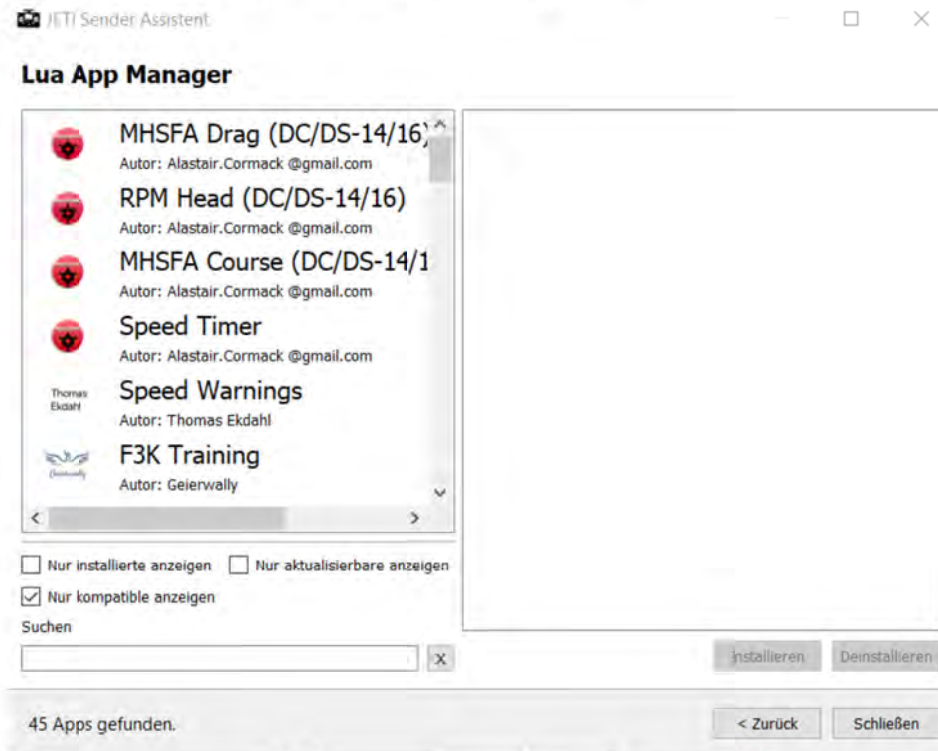 JETI Sender Assistent
Lua App Manager
MHSFA Drag (DC/DS-14/16)
Autor: Alastair.Cormack @gmail.com
RPM Head (DC/DS-14/16)
Autor: Alastair.Cormack @gmail.com
MHSFA Course (DC/DS-14/1
Autor: Alastair.Cormack @gmail.com
Speed Timer
Autor: Alastair.Cormack @gmail.com
Thomas
Ekdahl
Speed Warnings
Autor: Thomas Ekdahl
F3K Training
Geierwally
Autor: Geierwally
Nur installierte anzeigen
Nur aktualisierbare anzeigen
Nur kompatible anzeigen
Suchen
X
Installieren
Deinstallieren
45 Apps gefunden.
< Zurück
Schließen